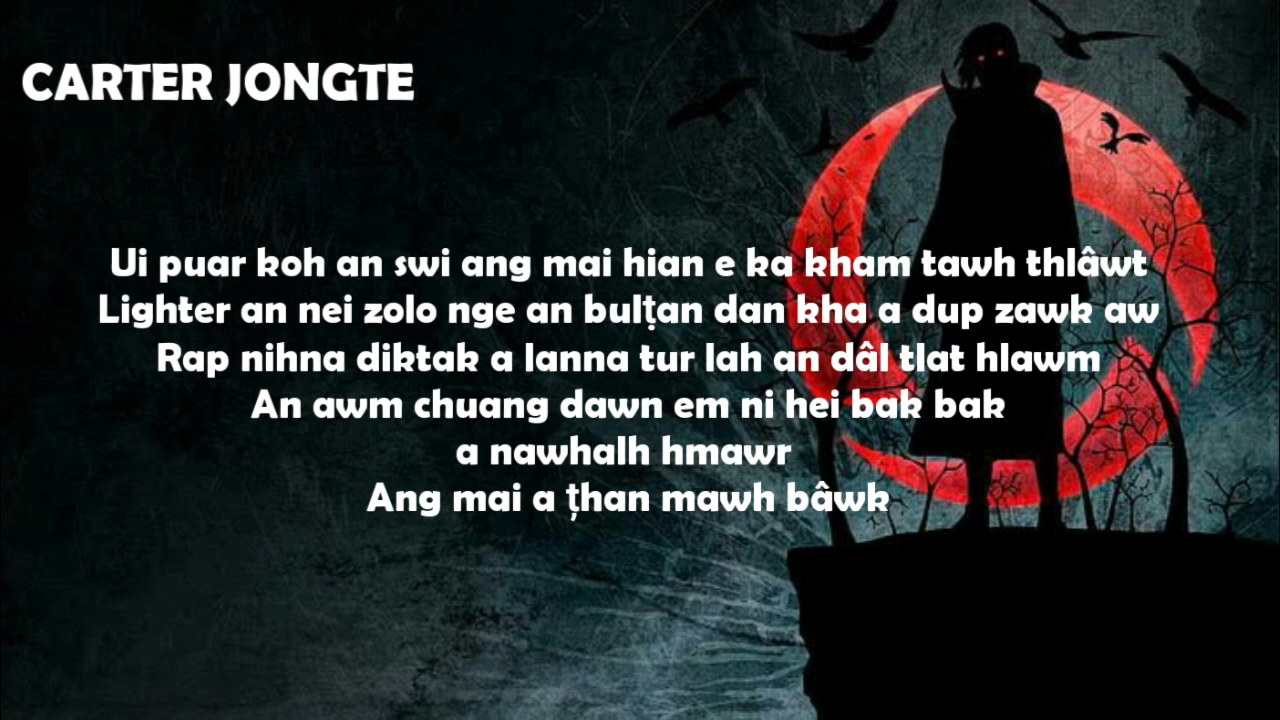 CARTER JONGTE
Ui puar koh an swi ang mai hian e ka kham tawh thlâwt
Lighter an nei zolo nge an bulṭan dan kha a dup zawk aw
Rap nihna diktak a lanna tur lah an dâl tlat hlawm
An awm chuang dawn em ni hei bak bak
a nawhalh hmawr
Ang mai a ṭhan mawh bâwk